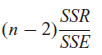 (n − 2) SSR/SSE